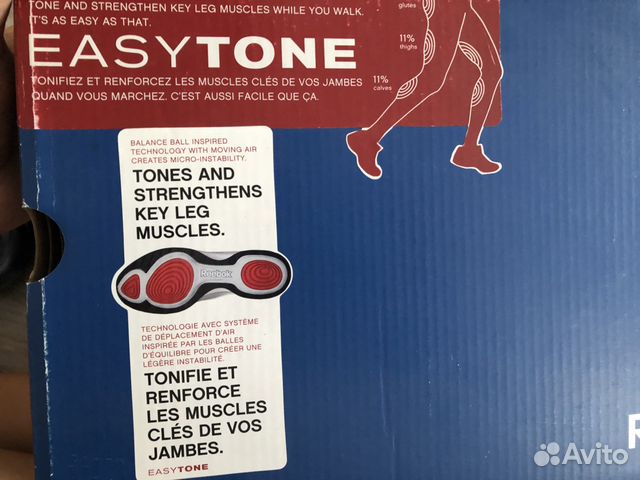 TONE AND STRENGTHEN KEY LEG MUSCLES WHILE YOU WALK.
IT'S AS EASY AS THAT.
EASYTONE
TONIFIEZ ET RENFORCEZ LES MUSCLES CLÉS DE VOS JAMBES
QUAND VOUS MARCHEZ. C'EST AUSSI FACILE QUE ÇA.
glutes
11%
thighs
11%
calves
BALANCE BALL INSPIRED
TECHNOLOGY WITH MOVING AIR
CREATES MICRO-INSTABILITY.
TONES AND
STRENGTHENS
KEY LEG
MUSCLES.
Reebok
TECHNOLOGIE AVEC SYSTÈME
DE DÉPLACEMENT D'AIR
INSPIRÉE PAR LES BALLES
D'ÉQUILIBRE POUR CRÉER UNE
LÉGÈRE INSTABILITÉ.
TONIFIE ET
RENFORCE
LES MUSCLES
CLÉS DE VOS
JAMBES.
EASYTONE
R
Avito